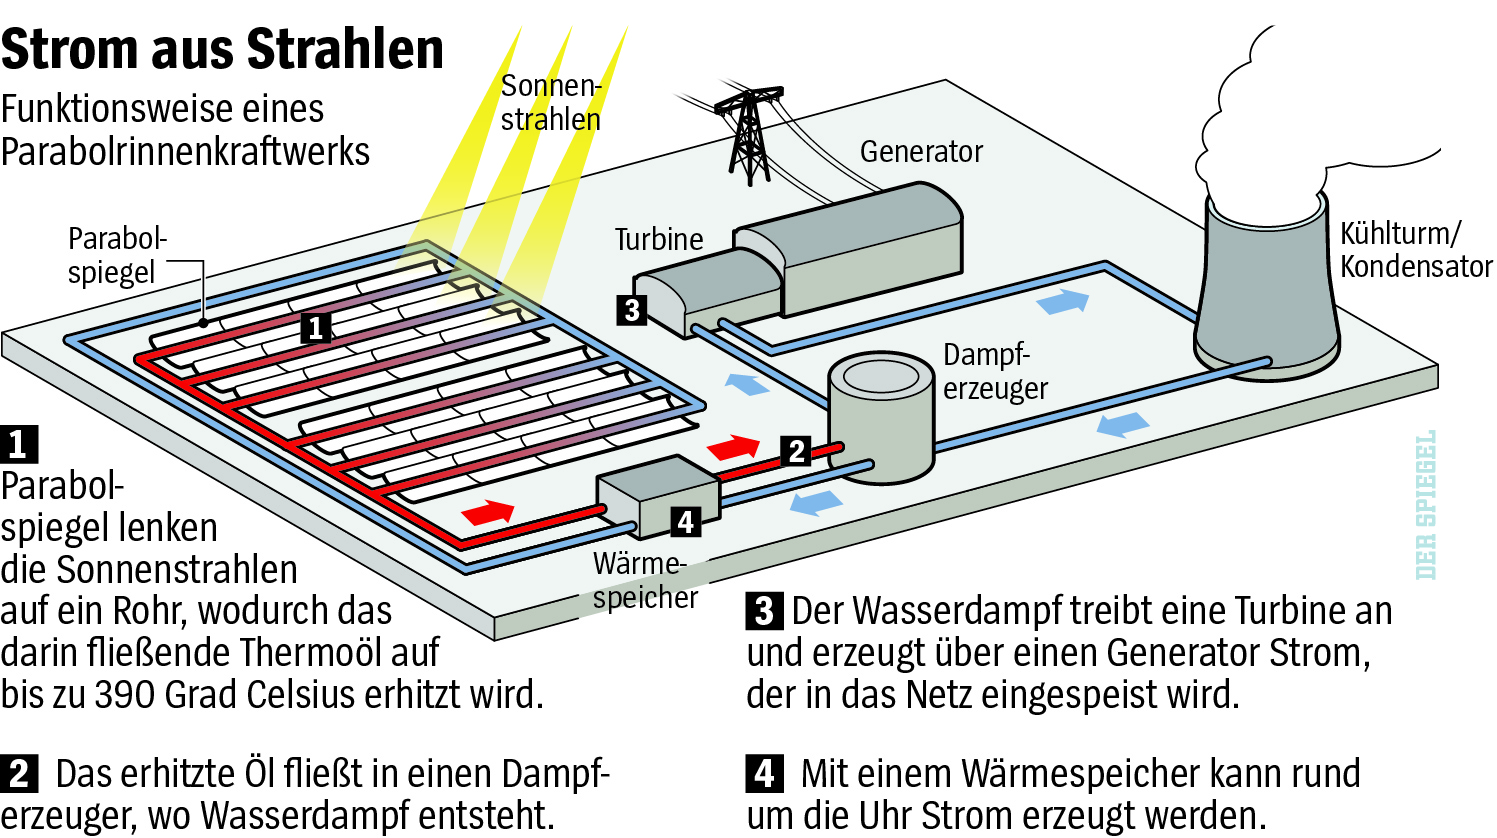 Strom aus Strahlen
Funktionsweise eines
Parabolrinnenkraftwerks
Sonnen-
strahlen
Generator
Parabol-
spiegel
Turbine
Kühlturm/
Kondensator
3
1
Dampf-
erzeuger
2
4
Wärme-
speicher
DER SPIEGEL
1
Parabol-
spiegel lenken
die Sonnenstrahlen
auf ein Rohr, wodurch das
darin fließende Thermoöl auf
bis zu 390 Grad Celsius erhitzt wird.
2 Das erhitzte Öl fließt in einen Dampf-
erzeuger, wo Wasserdampf entsteht.
3 Der Wasserdampf treibt eine Turbine an
und erzeugt über einen Generator Strom,
der in das Netz eingespeist wird.
4 Mit einem Wärmespeicher kann rund
um die Uhr Strom erzeugt werden.